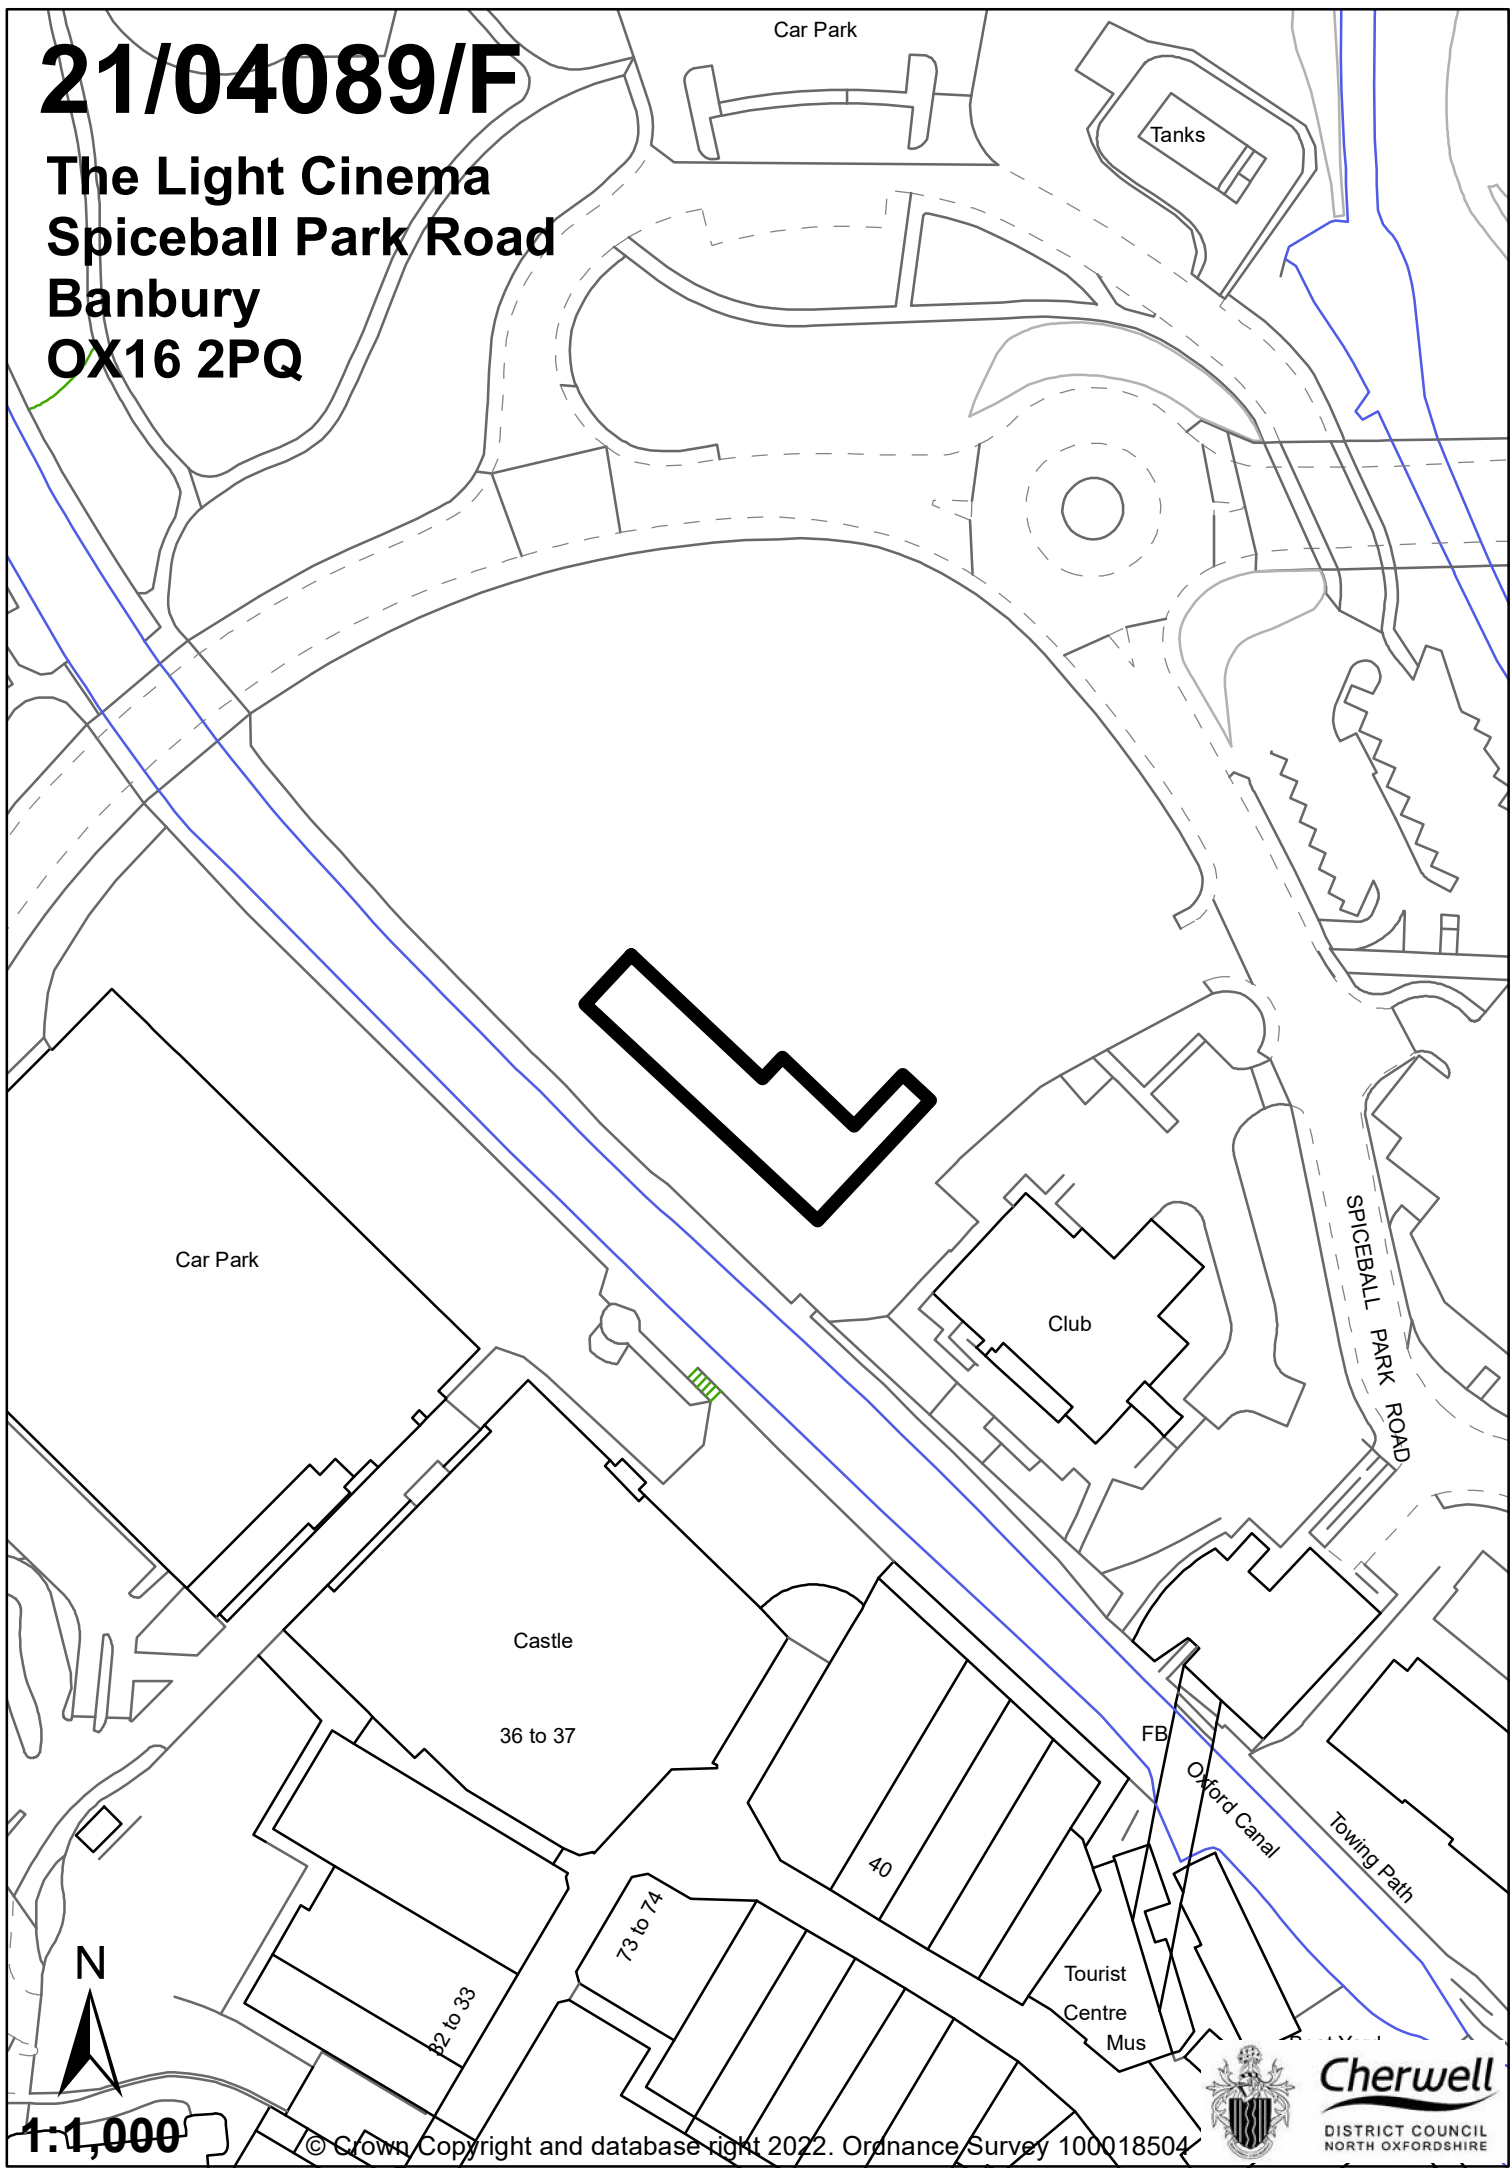 21/04089/F
The Light Cinema
Spiceball Park Road
Banbury
OX16 2PQ
Car Park
Tanks
Car Park
Club
SPICEBALL PARK ROAD
Castle
36 to 37
FB
Oxford Canal
Towing Path
40
73 to 74
32 to 33
Tourist
Centre
Mus
N
1:1,000
© Crown Copyright and database right 2022. Ordnance Survey 100018504
Cherwell
DISTRICT COUNCIL
NORTH OXFORDSHIRE